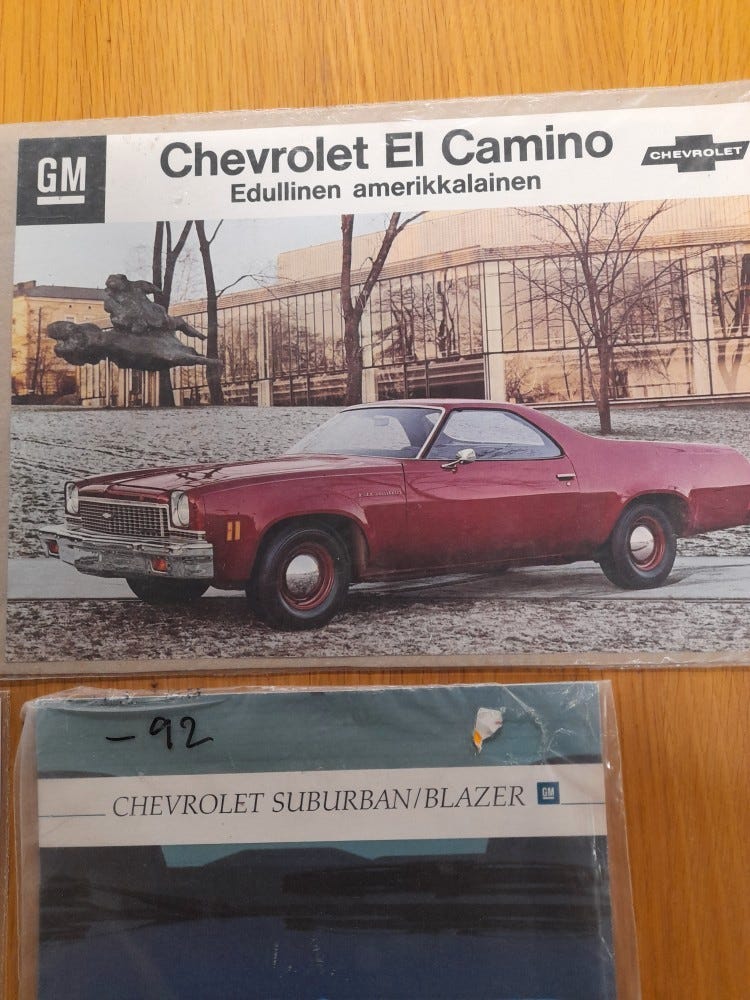 GM
Chevrolet El Camino
Edullinen amerikkalainen
CHEVROLET
-92
CHEVROLET SUBURBAN/BLAZER
GM